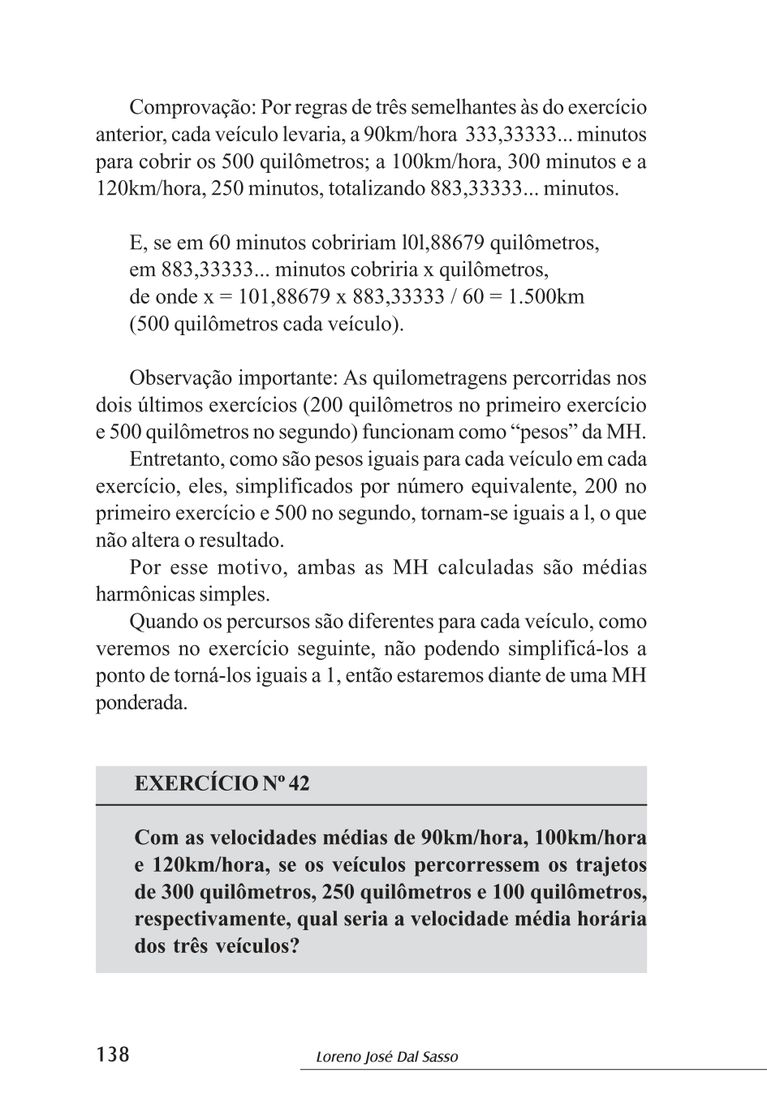 Comprovação: Por regras de três semelhantes às do exercício
anterior, cada veículo levaria, a 90km/hora 333,33333... minutos
para cobrir os 500 quilômetros; a 100km/hora, 300 minutos e a
120km/hora, 250 minutos, totalizando 883,33333... minutos.
E, se em 60 minutos cobririam l0l,88679 quilômetros,
em 883,33333... minutos cobriria x quilômetros,
de onde x = 101,88679 x 883,33333 / 60 = 1.500km
(500 quilômetros cada veículo).
Observação importante: As quilometragens percorridas nos
dois últimos exercícios (200 quilômetros no primeiro exercício
e 500 quilômetros no segundo) funcionam como “pesos” da MH.
Entretanto, como são pesos iguais para cada veículo em cada
exercício, eles, simplificados por número equivalente, 200 no
primeiro exercício e 500 no segundo, tornam-se iguais a l, o que
não altera o resultado.
Por esse motivo, ambas as MH calculadas são médias
harmônicas simples.
Quando os percursos são diferentes para cada veículo, como
veremos no exercício seguinte, não podendo simplificá-los a
ponto de torná-los iguais a 1, então estaremos diante de uma MH
ponderada.
EXERCÍCIO Nº 42
Com as velocidades médias de 90km/hora, 100km/hora
e 120km/hora, se os veículos percorressem os trajetos
de 300 quilômetros, 250 quilômetros e 100 quilômetros,
respectivamente, qual seria a velocidade média horária
dos três veículos?
138 Loreno José Dal Sasso